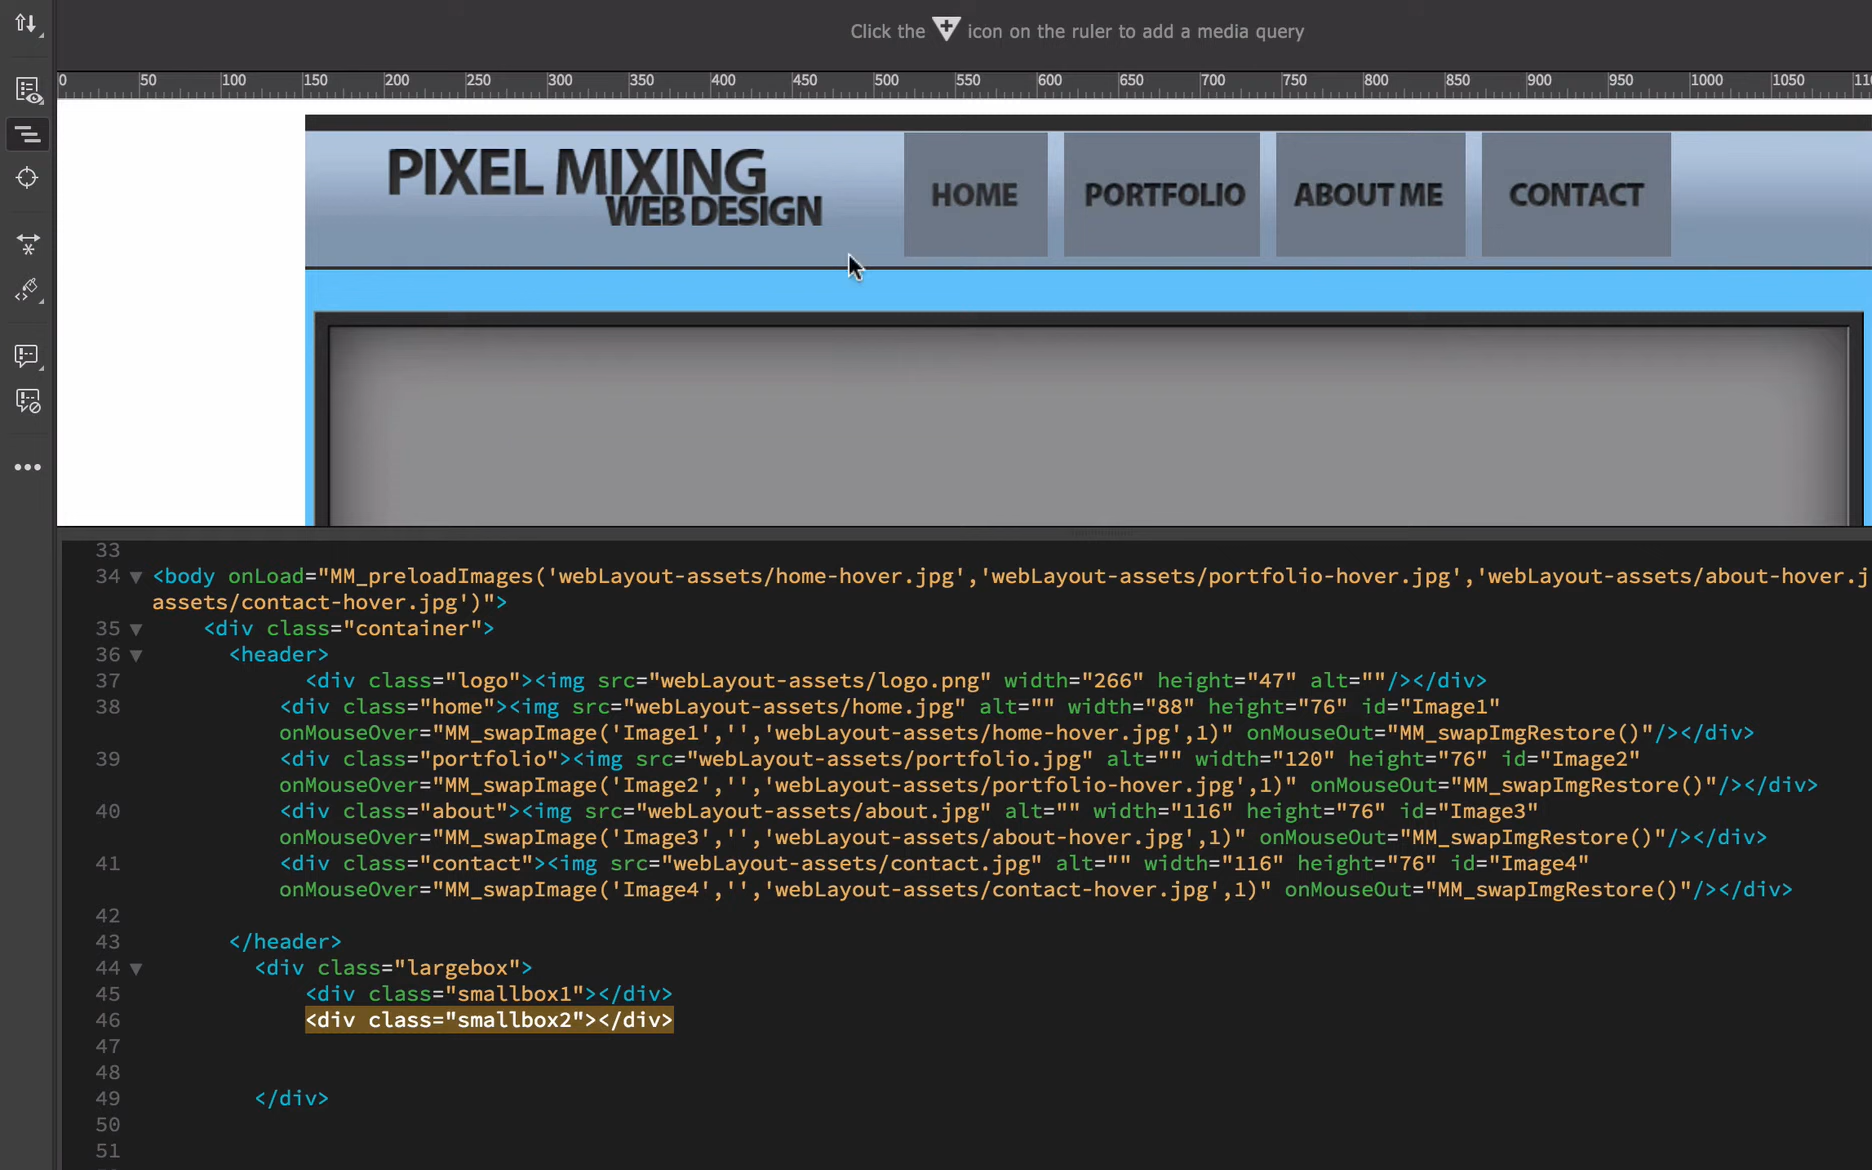 Click the icon on the ruler to add a media query
0 50 100 150 200 250 300 350 400 450 500 550 600 650 700 750 800 850 900 950 1000 1050
PIXEL MIXING
WEB DESIGN
HOME PORTFOLIO ABOUT ME CONTACT
33
34 <body onLoad="MM_preloadImages('webLayout-assets/home-hover.jpg','webLayout-assets/portfolio-hover.jpg','webLayout-assets/about-hover.j
assets/contact-hover.jpg')">
35 <div class="container">
36 <header>
37 <div class="logo"><img src="webLayout-assets/logo.png" width="266" height="47" alt=""/></div>
38 <div class="home"><img src="webLayout-assets/home.jpg" alt="" width="88" height="76" id="Image1"
onMouseOver="MM_swapImage('Image1','','webLayout-assets/home-hover.jpg',1)" onMouseOut="MM_swapImgRestore()"/></div>
39 <div class="portfolio"><img src="webLayout-assets/portfolio.jpg" alt="" width="120" height="76" id="Image2"
onMouseOver="MM_swapImage('Image2','','webLayout-assets/portfolio-hover.jpg',1)" onMouseOut="MM_swapImgRestore()"/></div>
40 <div class="about"><img src="webLayout-assets/about.jpg" alt="" width="116" height="76" id="Image3"
onMouseOver="MM_swapImage('Image3','','webLayout-assets/about-hover.jpg',1)" onMouseOut="MM_swapImgRestore()"/></div>
41 <div class="contact"><img src="webLayout-assets/contact.jpg" alt="" width="116" height="76" id="Image4"
onMouseOver="MM_swapImage('Image4','','webLayout-assets/contact-hover.jpg',1)" onMouseOut="MM_swapImgRestore()"/></div>
42
43 </header>
44 <div class="largebox">
45 <div class="smallbox1"></div>
46 <div class="smallbox2"></div>
47
48
49 </div>
50
51